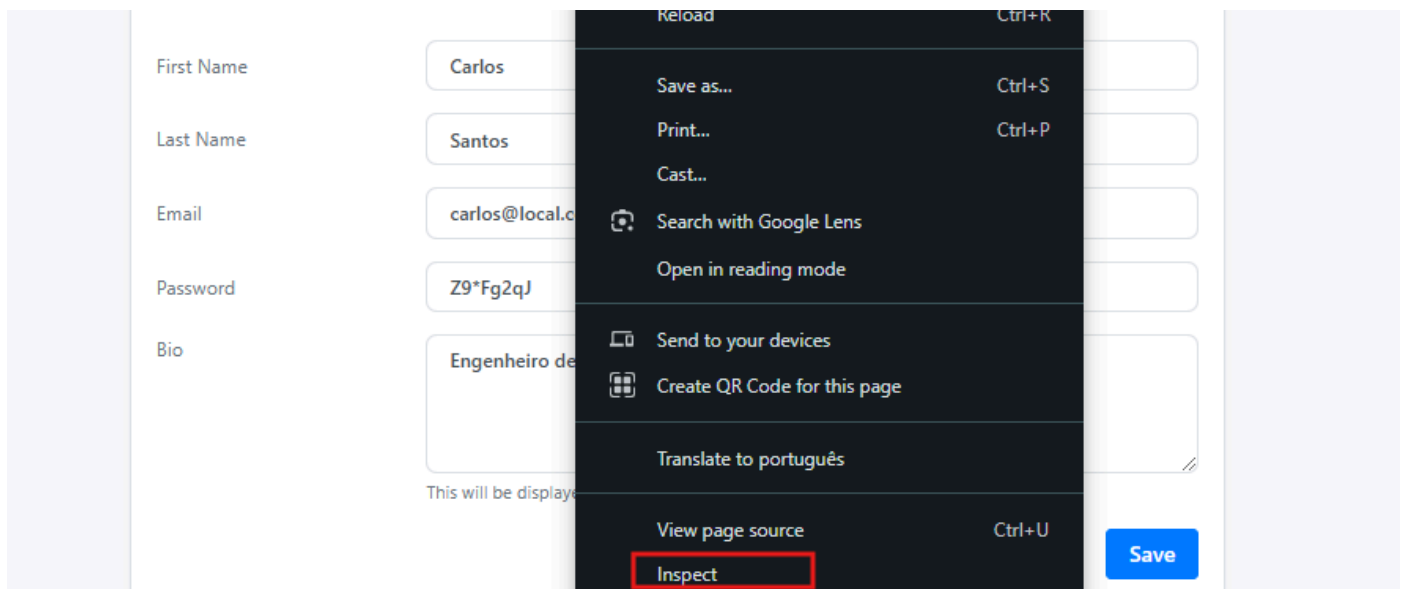 Reload Ctrl+R
First Name Carlos
Save as... Ctrl+S
Print... Ctrl+P
Last Name Santos
Cast...
Email carlos@local.c
Search with Google Lens
Open in reading mode
Password Z9*Fg2qJ
Send to your devices
Bio Engenheiro de
Create QR Code for this page
Translate to português
This will be displaye
View page source Ctrl+U
Save
Inspect